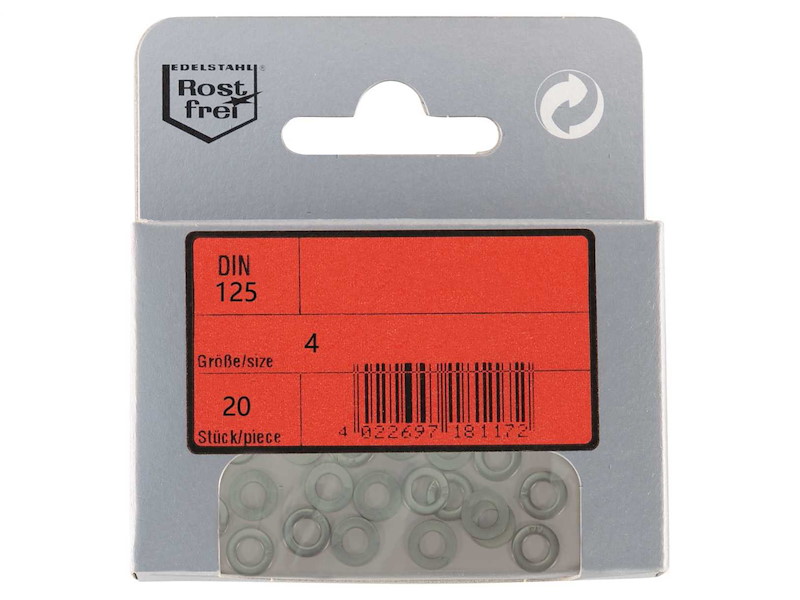 EDELSTAHL®
Rost
frei
DIN
125
4
Größe/size
20
Stück/piece
4 022697 181172